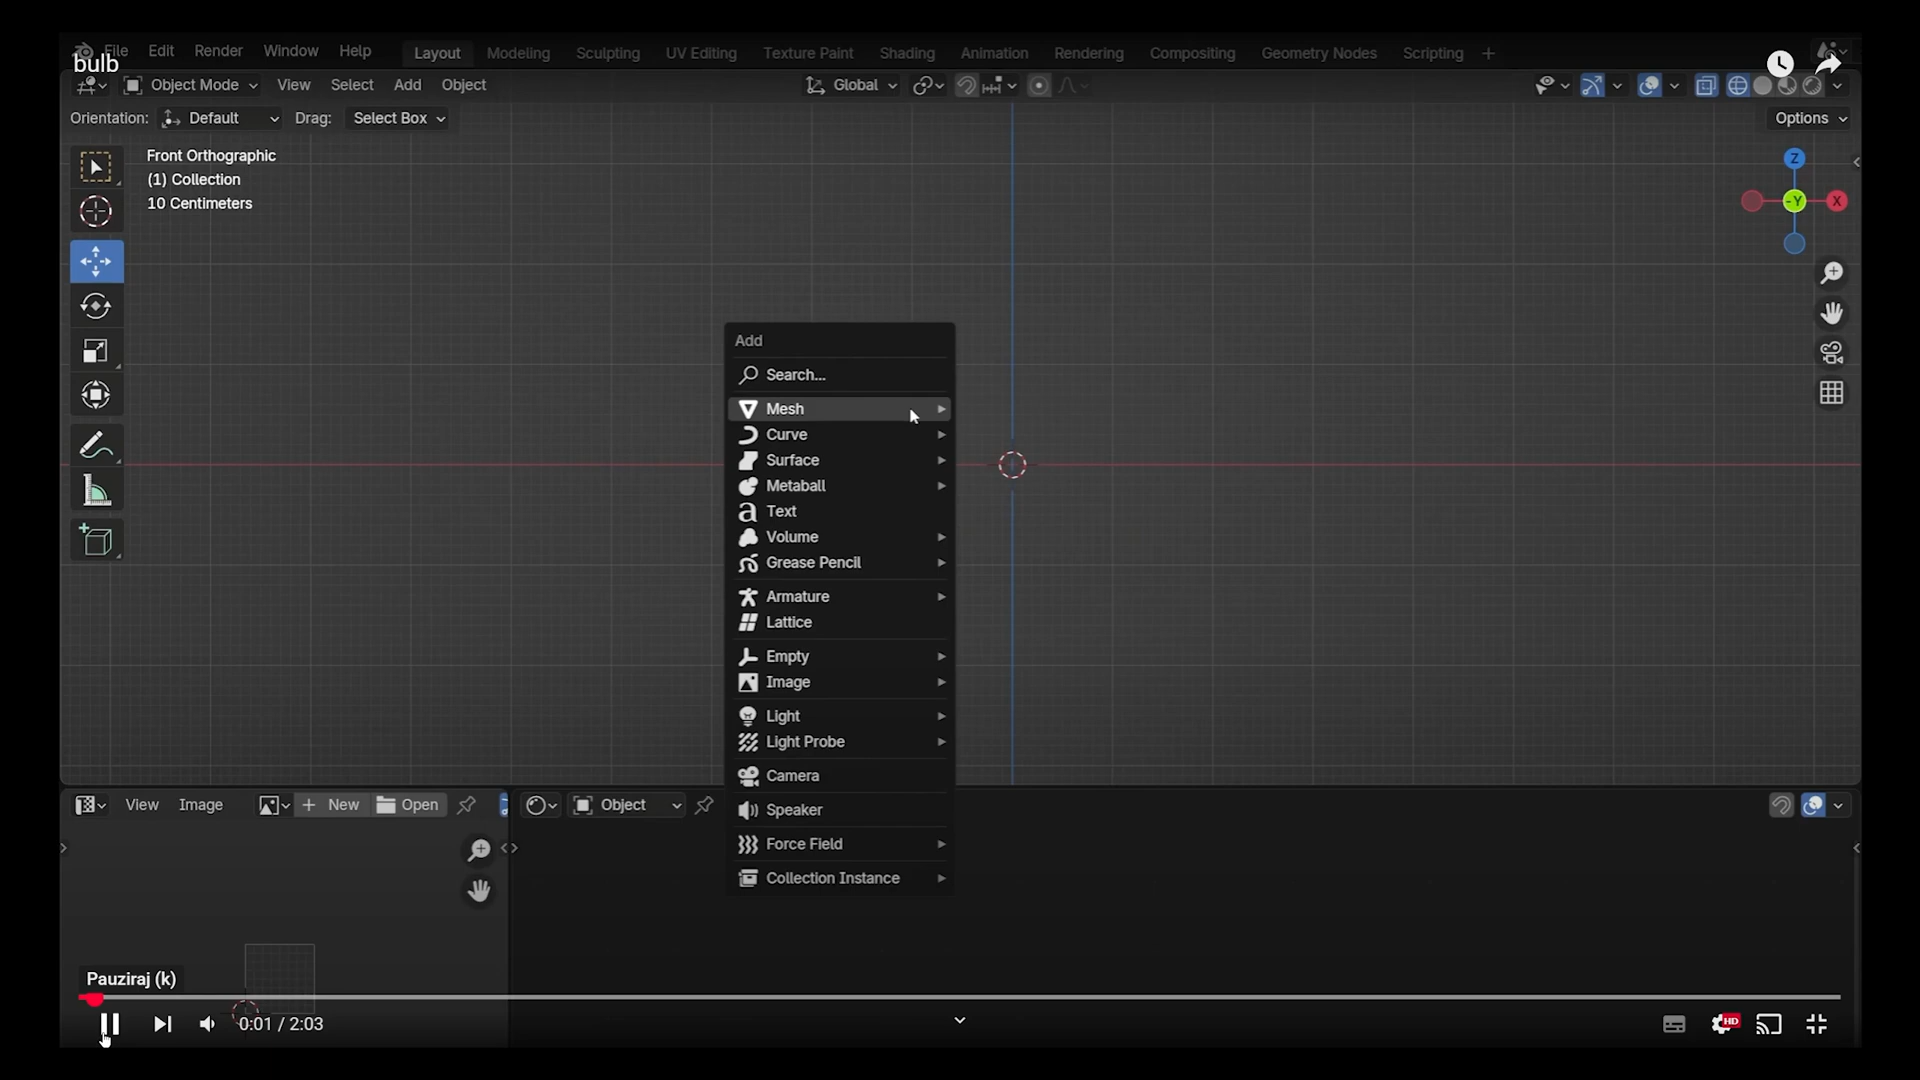 bulb
File Edit Render Window Help Layout Modeling Sculpting UV Editing Texture Paint Shading Animation Rendering Compositing Geometry Nodes Scripting +
Object Mode View Select Add Object Global
Orientation: Default Drag: Select Box Options
Front Orthographic
(1) Collection
10 Centimeters
Z
-Y X
Add
Search...
Mesh
Curve
Surface
Metaball
Text
Volume
Grease Pencil
Armature
Lattice
Empty
Image
Light
Light Probe
Camera
Speaker
Force Field
Collection Instance
View Image + New Open Object
Pauziraj (k)
0:01 / 2:03 HD